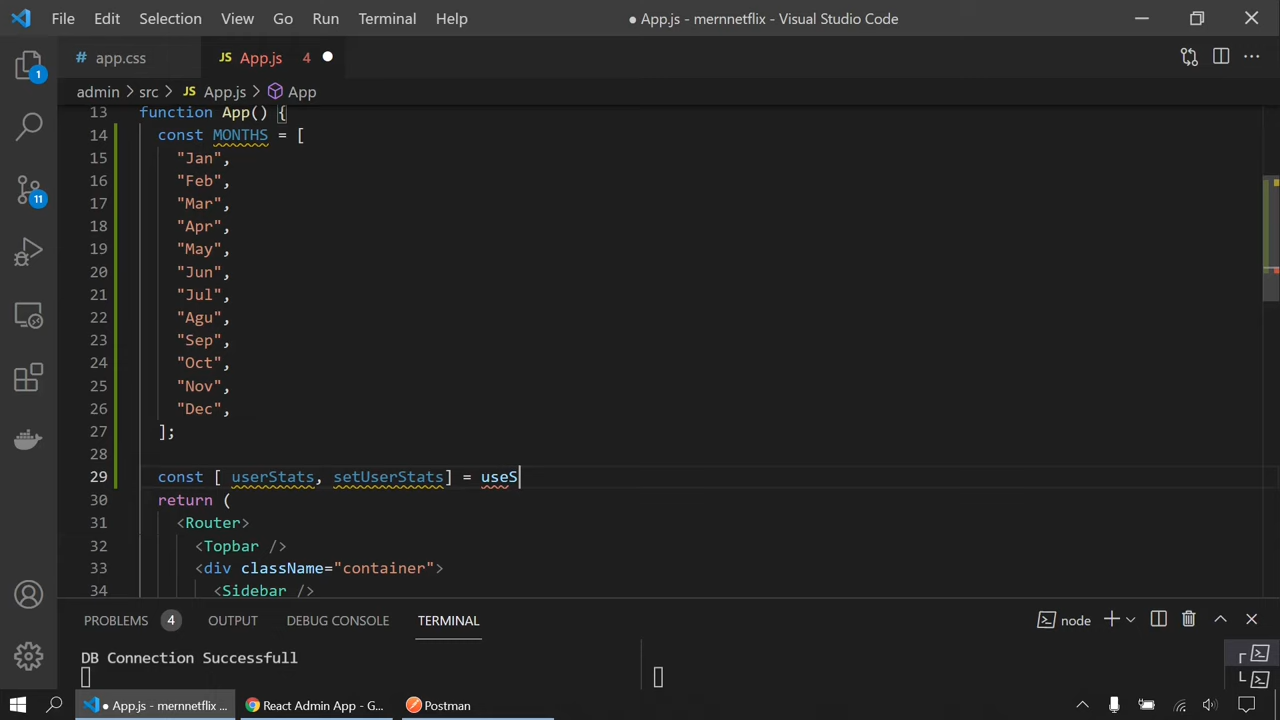 File Edit Selection View Go Run Terminal Help ● App.js - mernnetflix - Visual Studio Code
# app.css JS App.js 4
admin > src > JS App.js > App
13 function App() {
14 const MONTHS = [
15 "Jan",
16 "Feb",
17 "Mar",
18 "Apr",
19 "May",
20 "Jun",
21 "Jul",
22 "Agu",
23 "Sep",
24 "Oct",
25 "Nov",
26 "Dec",
27 ];
28
29 const [ userStats, setUserStats] = useS
30 return (
31 <Router>
32 <Topbar />
33 <div className="container">
34 <Sidebar />
1
11
PROBLEMS 4 OUTPUT DEBUG CONSOLE TERMINAL node
DB Connection Successfull
● App.js - mernnetflix ... React Admin App - G... Postman